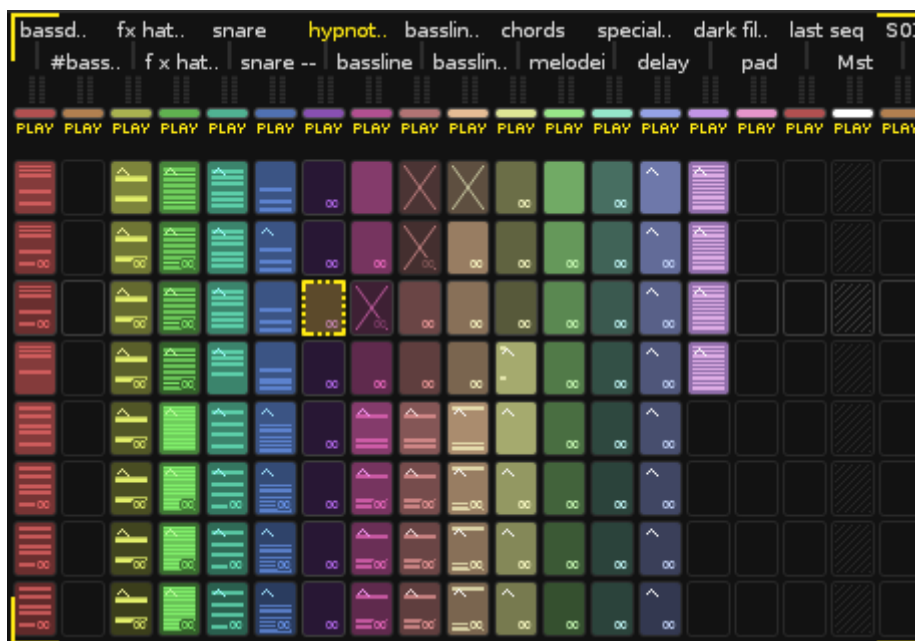 bassd.. fx hat.. snare hypnot.. basslin.. chords special.. dark fil.. last seq S0
#bass.. f x hat.. snare -- bassline basslin.. melodei delay pad Mst
PLAY PLAY PLAY PLAY PLAY PLAY PLAY PLAY PLAY PLAY PLAY PLAY PLAY PLAY PLAY PLAY PLAY PLAY PLAY